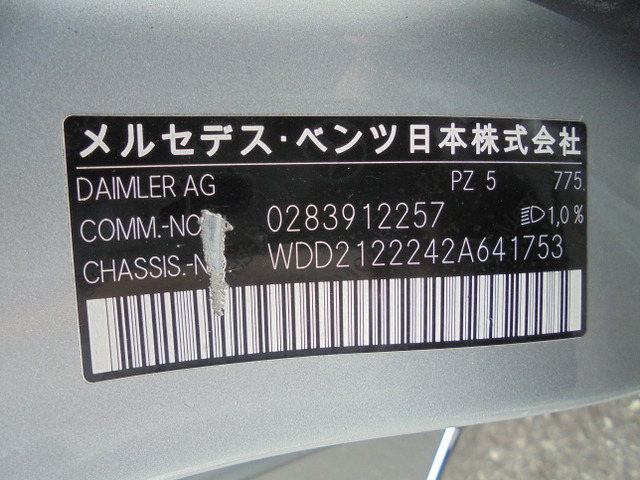 メルセデス・ベンツ日本株式会社
DAIMLER AG PZ 5 775
COMM.-NO 0283912257 1,0%
CHASSIS.-N WDD2122242A641753